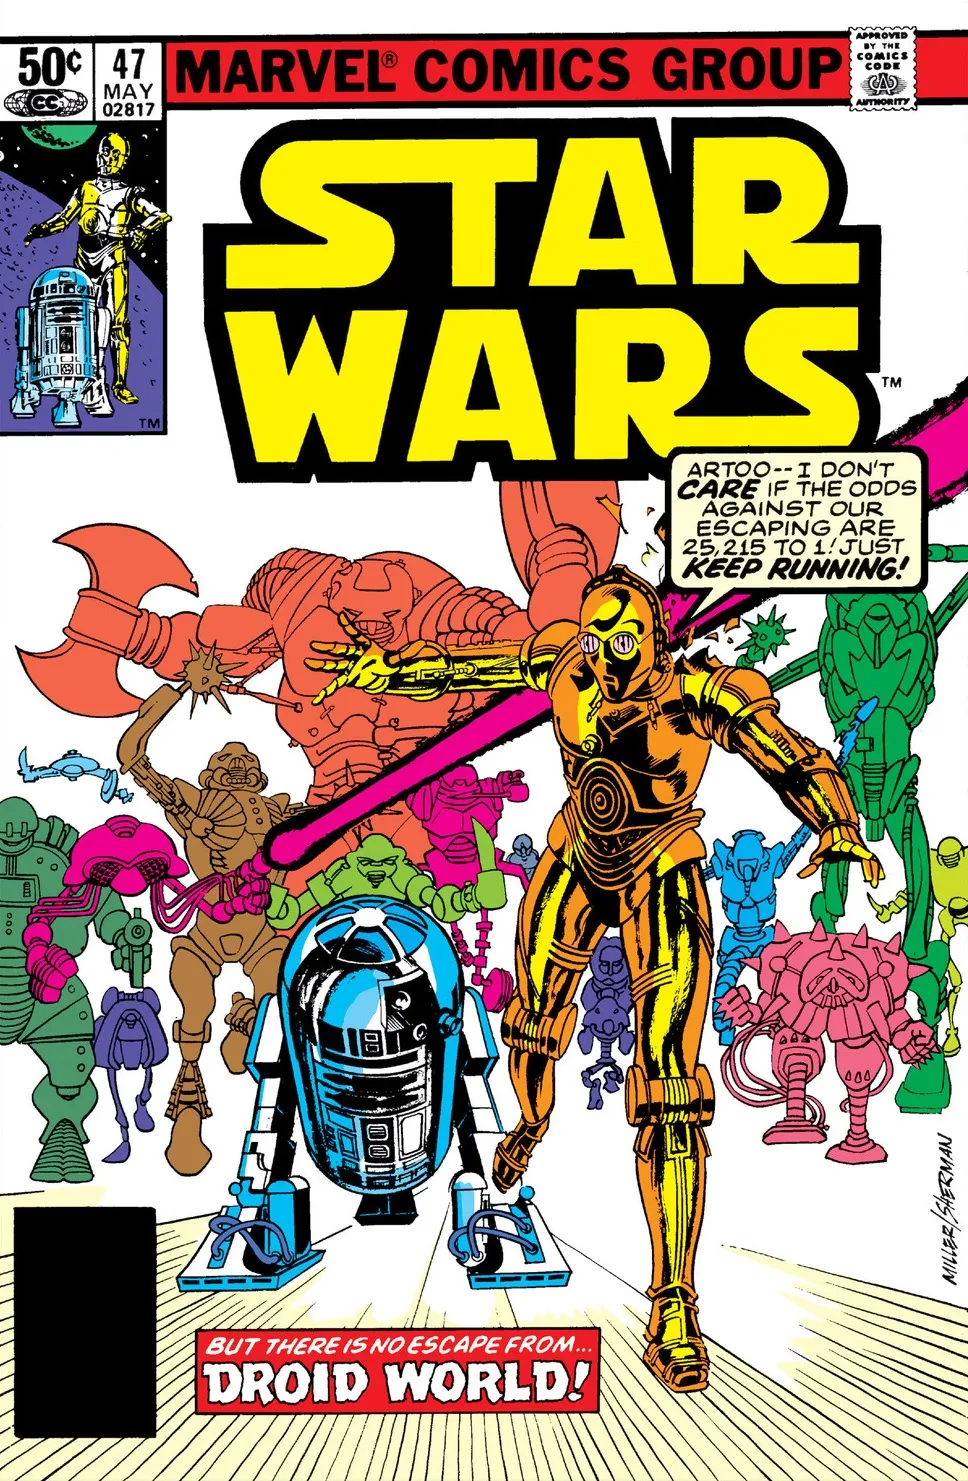 50¢
CC
47
MAY
02817
MARVEL® COMICS GROUP
APPROVED
BY THE
COMICS
CODE
CA
AUTHORITY
STAR
WARS
TM
TM
ARTOO--I DON'T
CARE IF THE ODDS
AGAINST OUR
ESCAPING ARE
25,215 TO 1! JUST
KEEP RUNNING!
MILLER/SHERMAN
BUT THERE IS NO ESCAPE FROM...
DROID WORLD!